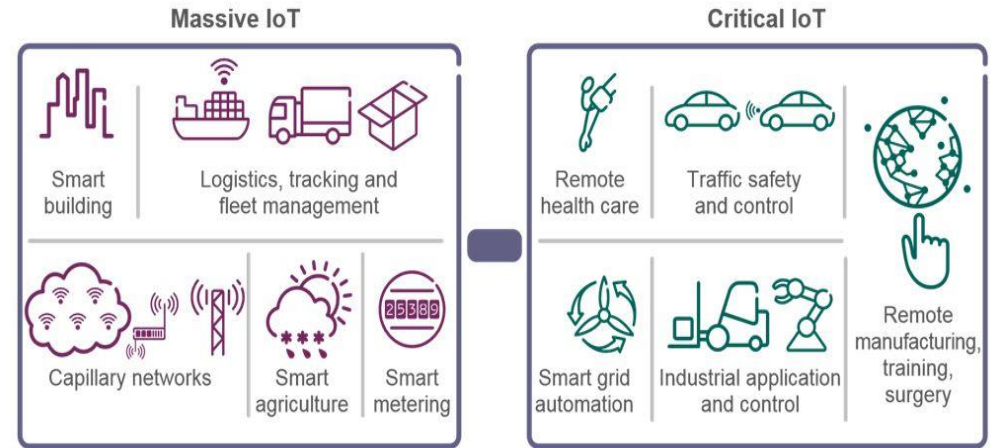 Massive IoT
Smart
building
Logistics, tracking and
fleet management
Capillary networks
Smart
agriculture
25389
Smart
metering
Critical IoT
Remote
health care
Traffic safety
and control
Smart grid
automation
Industrial application
and control
Remote
manufacturing,
training,
surgery